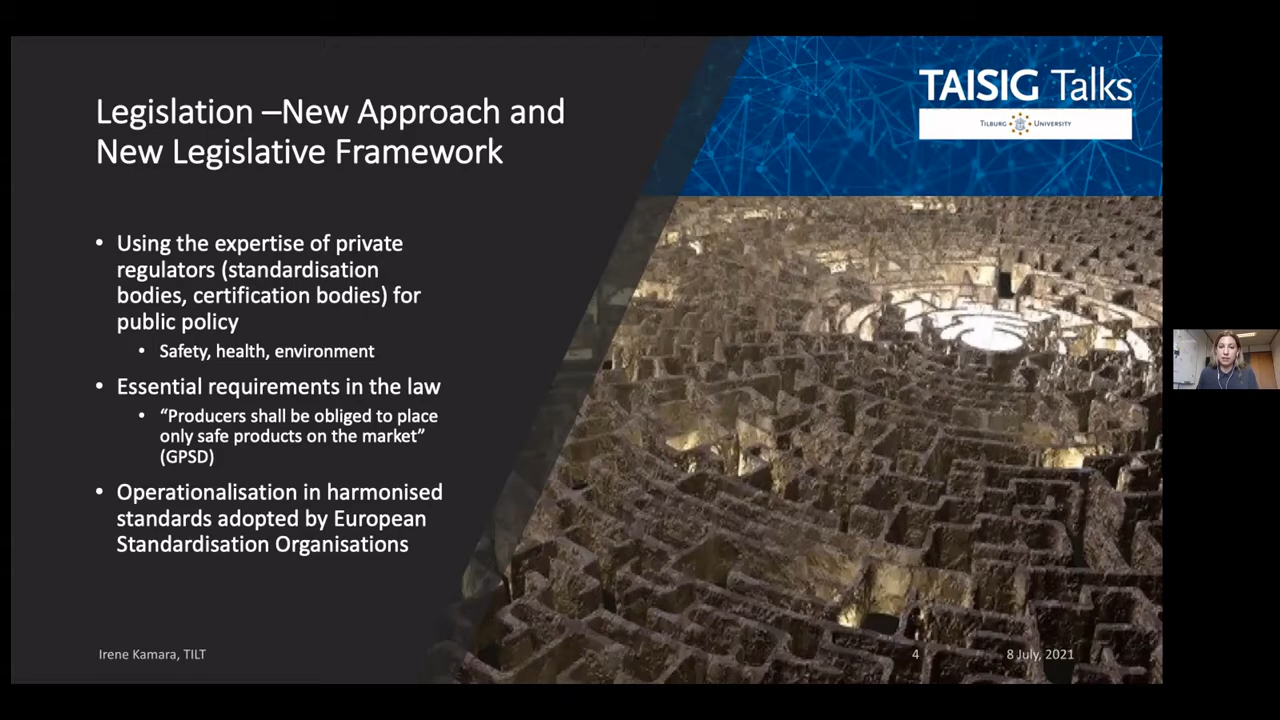 Legislation –New Approach and
New Legislative Framework
TAISIG Talks
TILBURG UNIVERSITY
• Using the expertise of private
regulators (standardisation
bodies, certification bodies) for
public policy
• Safety, health, environment
• Essential requirements in the law
• “Producers shall be obliged to place
only safe products on the market”
(GPSD)
• Operationalisation in harmonised
standards adopted by European
Standardisation Organisations
Irene Kamara, TILT
4
8 July, 2021